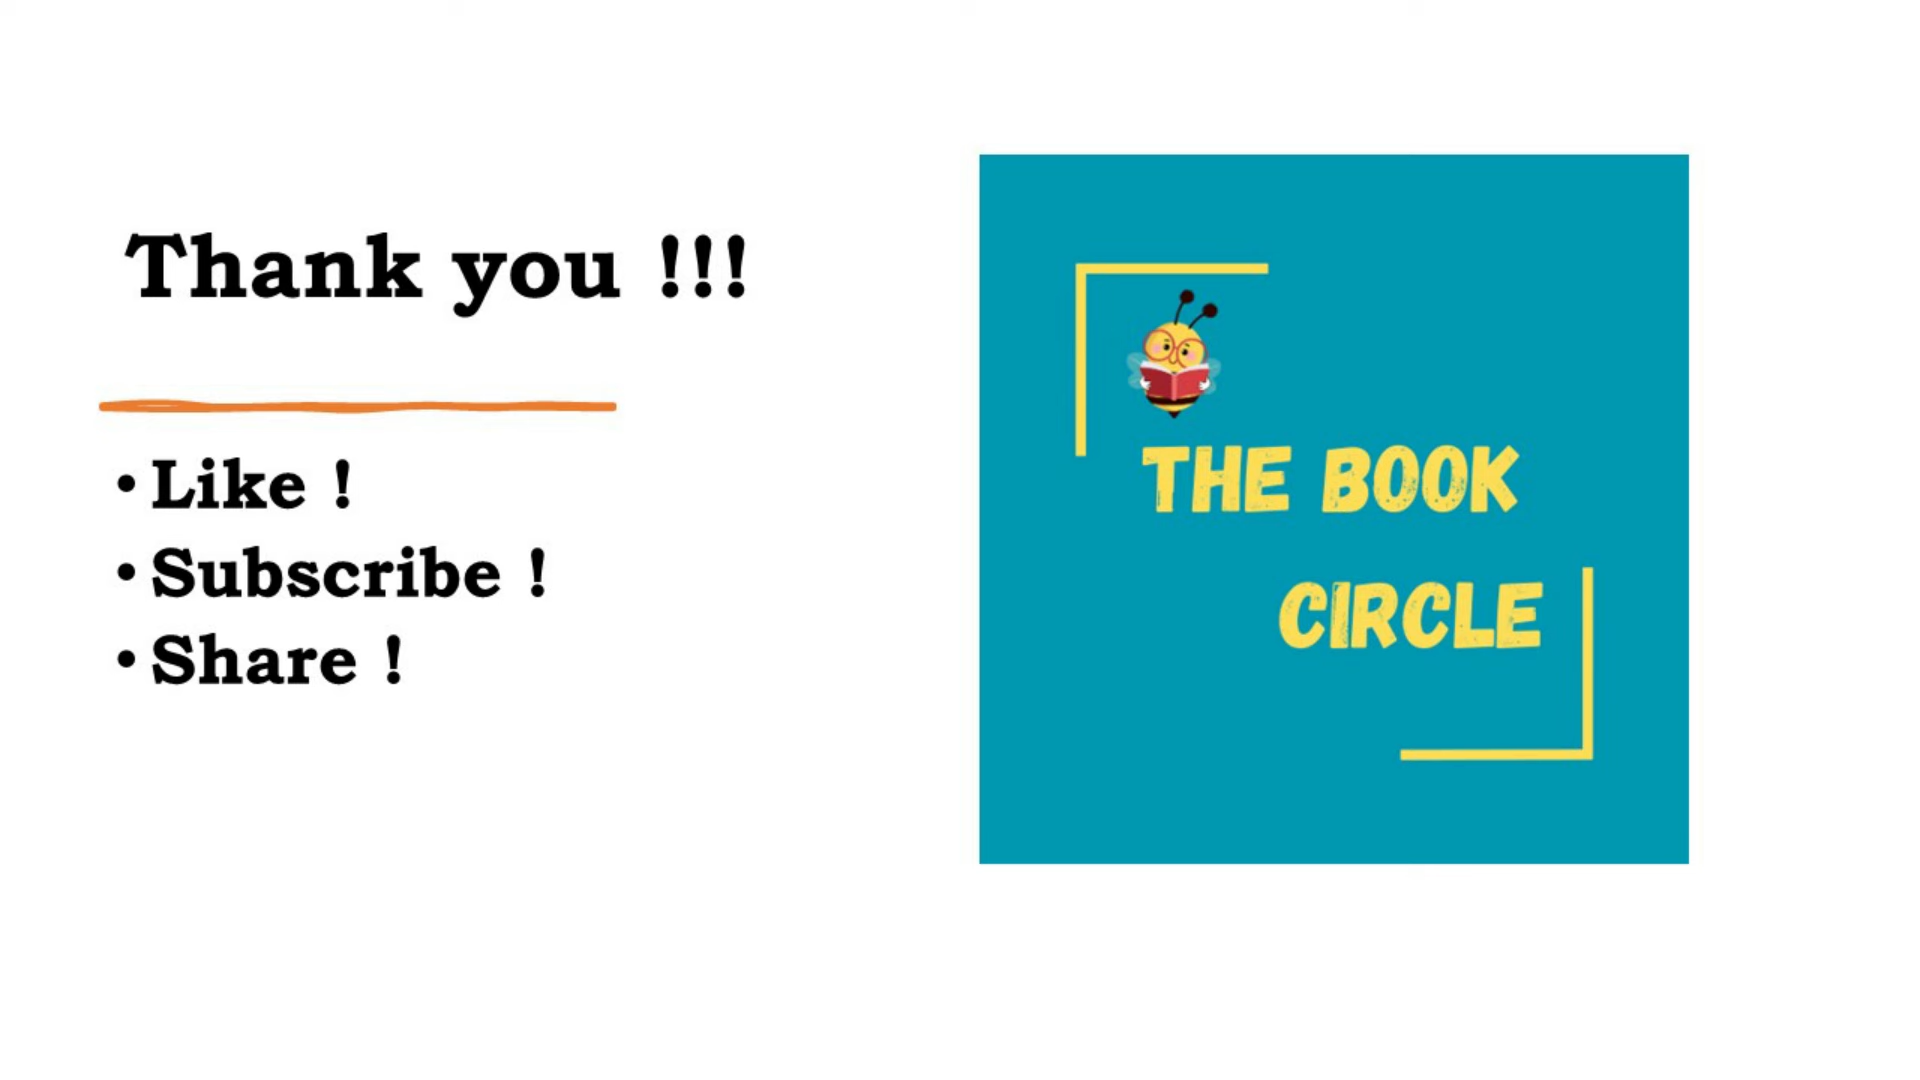 Thank you !!!
• Like !
• Subscribe !
• Share !
THE BOOK
CIRCLE